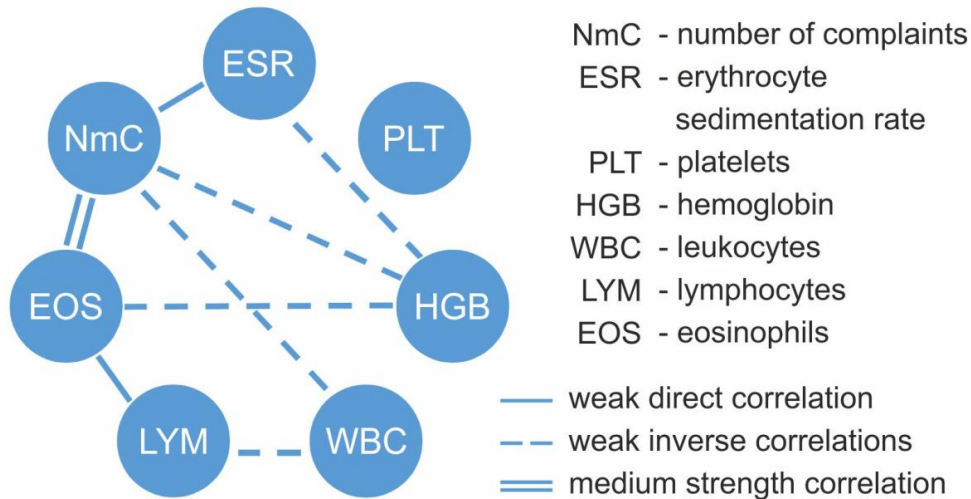 ESR
NmC
PLT
EOS
HGB
LYM
WBC
NmC - number of complaints
ESR - erythrocyte
sedimentation rate
PLT - platelets
HGB - hemoglobin
WBC - leukocytes
LYM - lymphocytes
EOS - eosinophils
weak direct correlation
weak inverse correlations
medium strength correlation